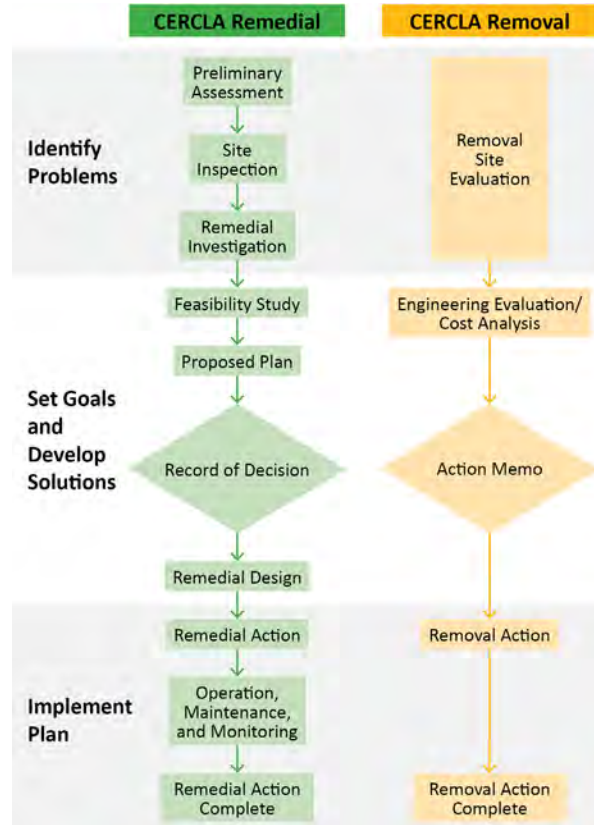 CERCLA Remedial
CERCLA Removal
Identify
Problems
Preliminary
Assessment
Site
Inspection
Remedial
Investigation
Removal
Site
Evaluation
Set Goals
and
Develop
Solutions
Feasibility Study
Proposed Plan
Record of Decision
Remedial Design
Engineering Evaluation/
Cost Analysis
Action Memo
Implement
Plan
Remedial Action
Operation,
Maintenance,
and Monitoring
Remedial Action
Complete
Removal Action
Removal Action
Complete